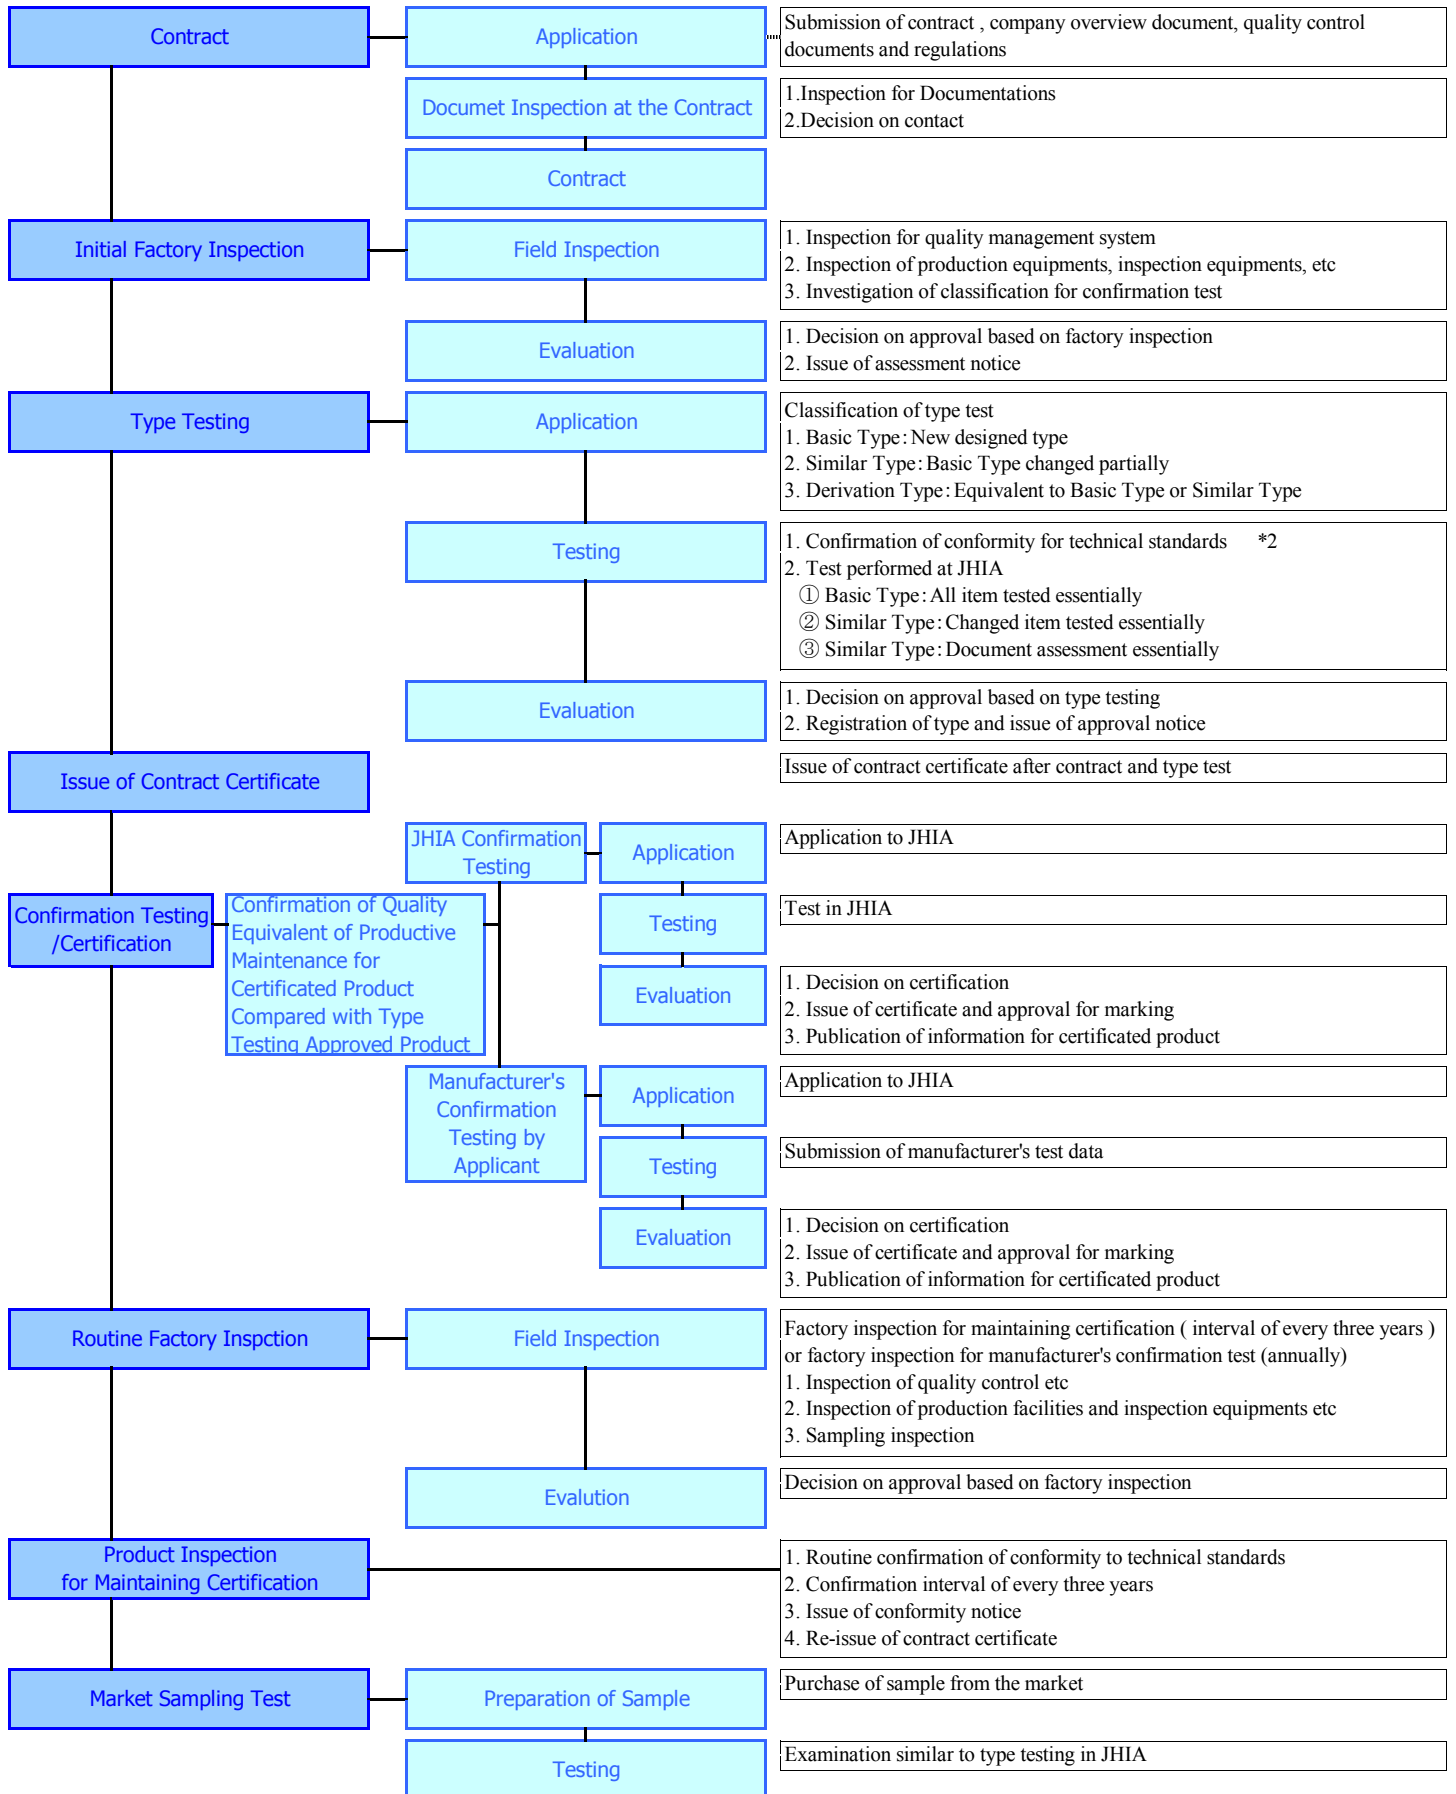 Contract
Application
Submission of contract , company overview document, quality control
documents and regulations
Documet Inspection at the Contract
1.Inspection for Documentations
2.Decision on contact
Contract
Initial Factory Inspection
Field Inspection
1. Inspection for quality management system
2. Inspection of production equipments, inspection equipments, etc
3. Investigation of classification for confirmation test
Evaluation
1. Decision on approval based on factory inspection
2. Issue of assessment notice
Type Testing
Application
Classification of type test
1. Basic Type：New designed type
2. Similar Type：Basic Type changed partially
3. Derivation Type：Equivalent to Basic Type or Similar Type
Testing
1. Confirmation of conformity for technical standards *2
2. Test performed at JHIA
① Basic Type：All item tested essentially
② Similar Type：Changed item tested essentially
③ Similar Type：Document assessment essentially
Evaluation
1. Decision on approval based on type testing
2. Registration of type and issue of approval notice
Issue of Contract Certificate
Issue of contract certificate after contract and type test
Confirmation Testing
/Certification
Confirmation of Quality
Equivalent of Productive
Maintenance for
Certificated Product
Compared with Type
Testing Approved Product
JHIA Confirmation
Testing
Application
Application to JHIA
Testing
Test in JHIA
Evaluation
1. Decision on certification
2. Issue of certificate and approval for marking
3. Publication of information for certificated product
Manufacturer's
Confirmation
Testing by
Applicant
Application
Application to JHIA
Testing
Submission of manufacturer's test data
Evaluation
1. Decision on certification
2. Issue of certificate and approval for marking
3. Publication of information for certificated product
Routine Factory Inspction
Field Inspection
Factory inspection for maintaining certification ( interval of every three years )
or factory inspection for manufacturer's confirmation test (annually)
1. Inspection of quality control etc
2. Inspection of production facilities and inspection equipments etc
3. Sampling inspection
Evalution
Decision on approval based on factory inspection
Product Inspection
for Maintaining Certification
1. Routine confirmation of conformity to technical standards
2. Confirmation interval of every three years
3. Issue of conformity notice
4. Re-issue of contract certificate
Market Sampling Test
Preparation of Sample
Purchase of sample from the market
Testing
Examination similar to type testing in JHIA